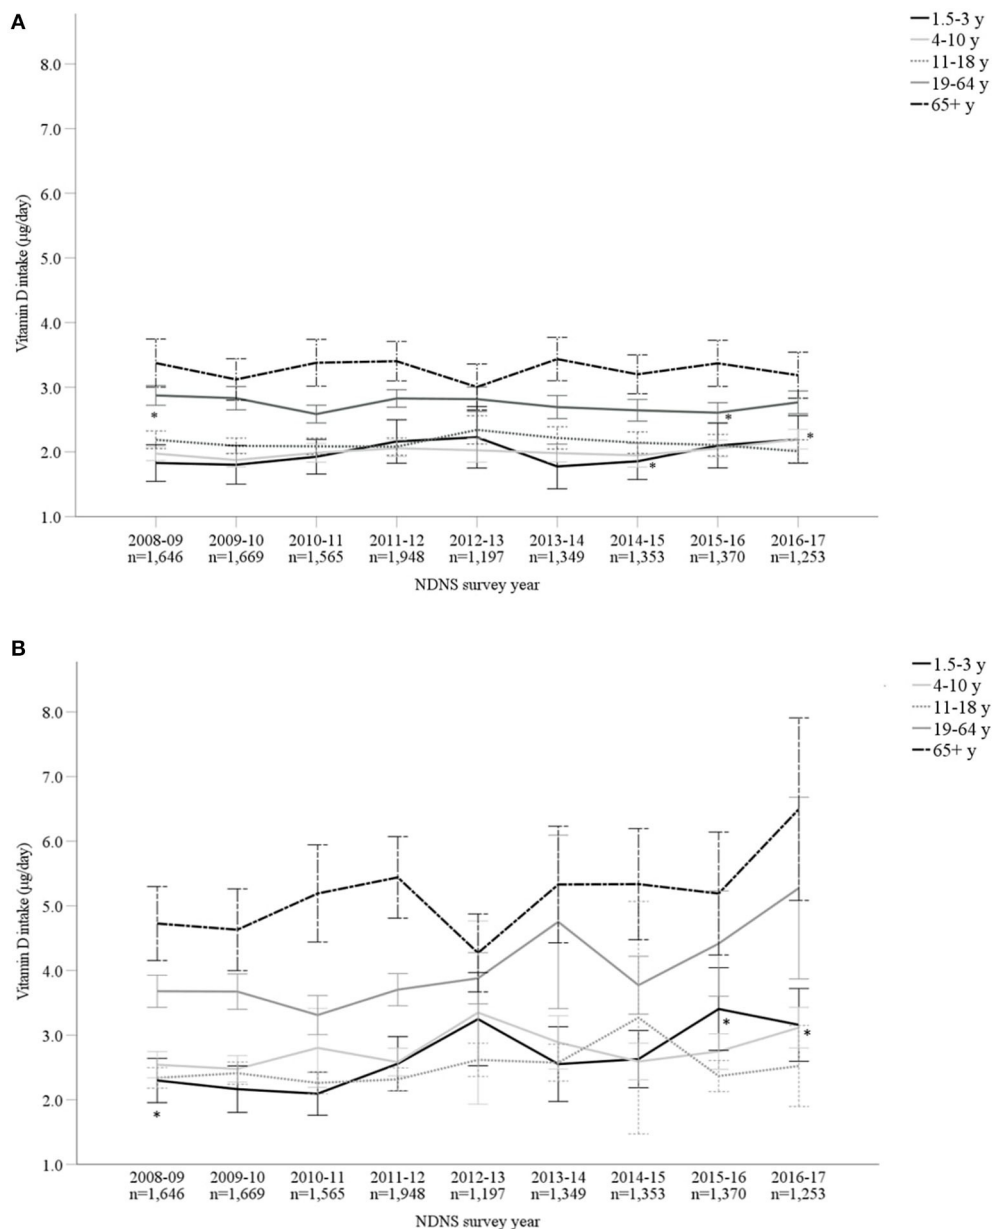 A
1.5-3 y
4-10 y
11-18 y
19-64 y
65+ y
8.0
7.0
6.0
5.0
4.0
3.0
2.0
1.0
Vitamin D intake (µg/day)
*
*
*
*
2008-09 2009-10 2010-11 2011-12 2012-13 2013-14 2014-15 2015-16 2016-17
n=1,646 n=1,669 n=1,565 n=1,948 n=1,197 n=1,349 n=1,353 n=1,370 n=1,253
NDNS survey year
B
1.5-3 y
4-10 y
11-18 y
19-64 y
65+ y
8.0
7.0
6.0
5.0
4.0
3.0
2.0
1.0
Vitamin D intake (µg/day)
*
*
*
2008-09 2009-10 2010-11 2011-12 2012-13 2013-14 2014-15 2015-16 2016-17
n=1,646 n=1,669 n=1,565 n=1,948 n=1,197 n=1,349 n=1,353 n=1,370 n=1,253
NDNS survey year